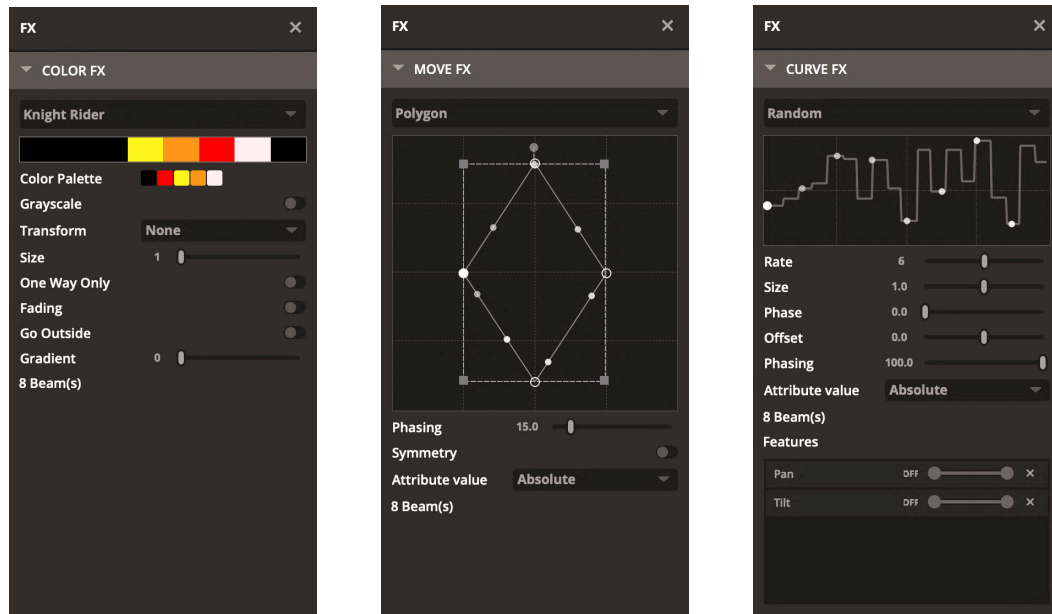 FX ×
COLOR FX
Knight Rider
Color Palette
Grayscale
Transform None
Size 1
One Way Only
Fading
Go Outside
Gradient 0
8 Beam(s)
FX ×
MOVE FX
Polygon
Phasing 15.0
Symmetry
Attribute value Absolute
8 Beam(s)
FX ×
CURVE FX
Random
Rate 6
Size 1.0
Phase 0.0
Offset 0.0
Phasing 100.0
Attribute value Absolute
8 Beam(s)
Features
Pan OFF ×
Tilt OFF ×